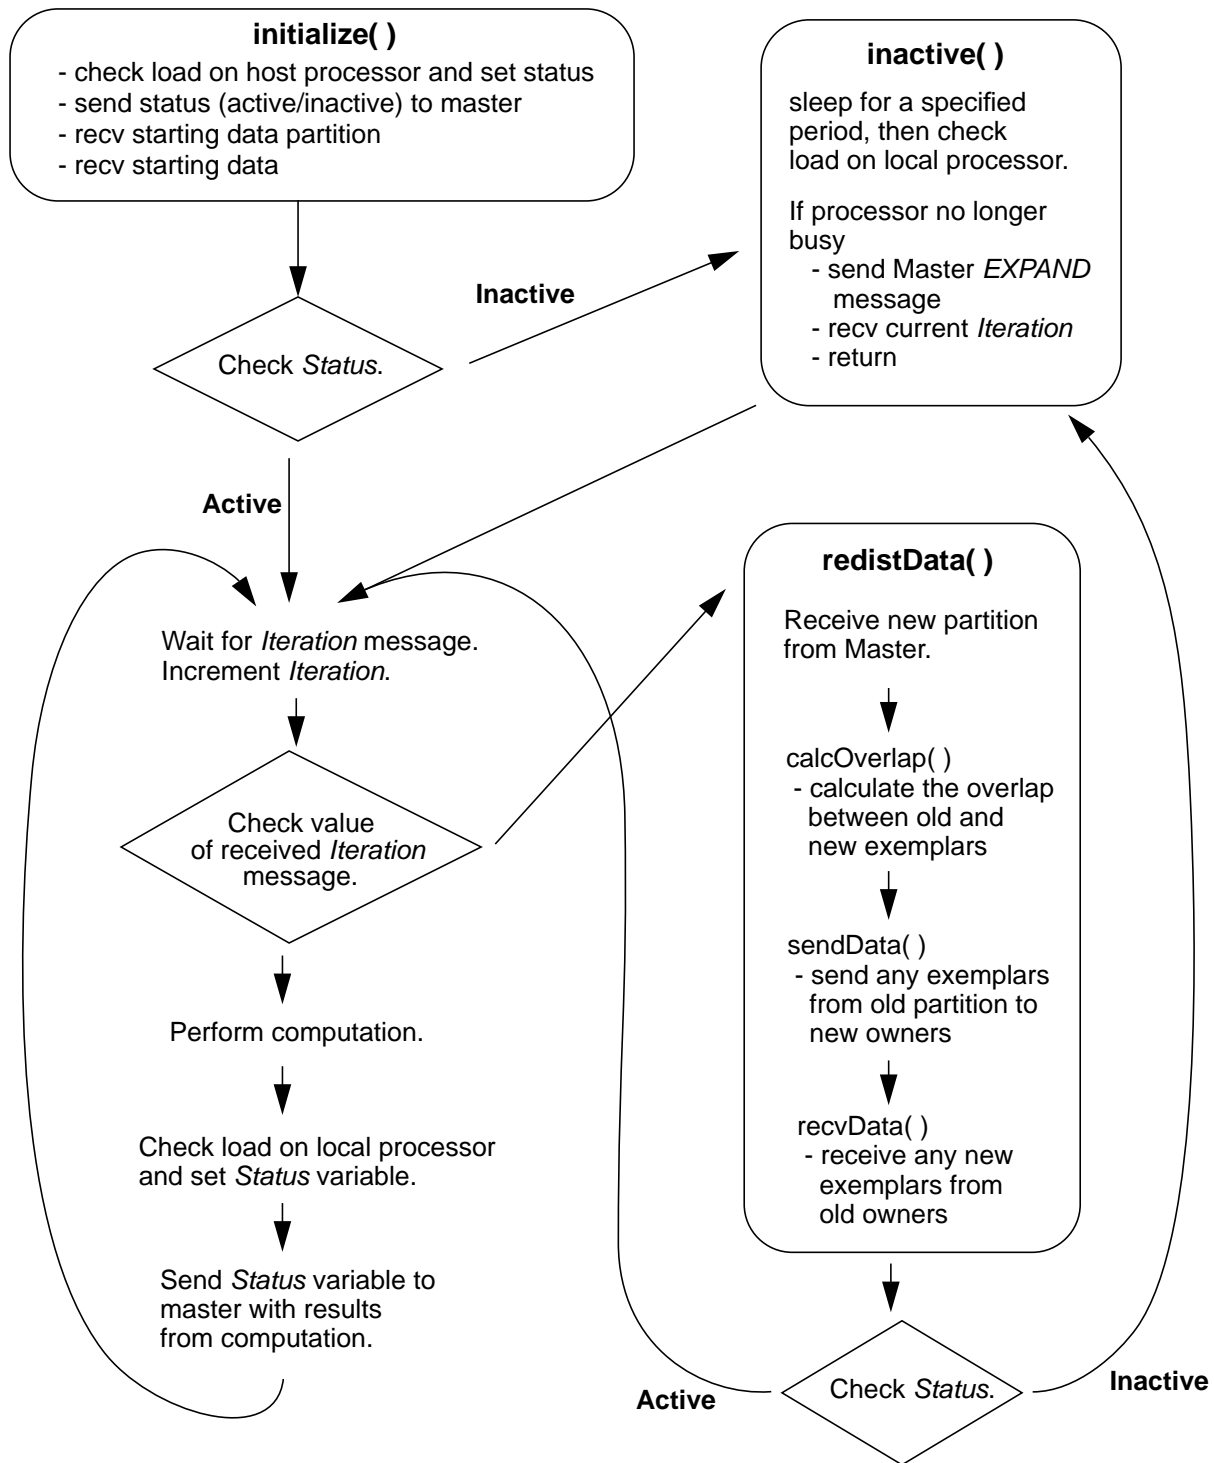 initialize( )
- check load on host processor and set status
- send status (active/inactive) to master
- recv starting data partition
- recv starting data
inactive( )
sleep for a specified
period, then check
load on local processor.
If processor no longer
busy
- send Master EXPAND
message
- recv current Iteration
- return
Inactive
Check Status.
Active
Wait for Iteration message.
Increment Iteration.
Check value
of received Iteration
message.
Perform computation.
Check load on local processor
and set Status variable.
Send Status variable to
master with results
from computation.
redistData( )
Receive new partition
from Master.
calcOverlap( )
- calculate the overlap
between old and
new exemplars
sendData( )
- send any exemplars
from old partition to
new owners
recvData( )
- receive any new
exemplars from
old owners
Check Status.
Active
Inactive